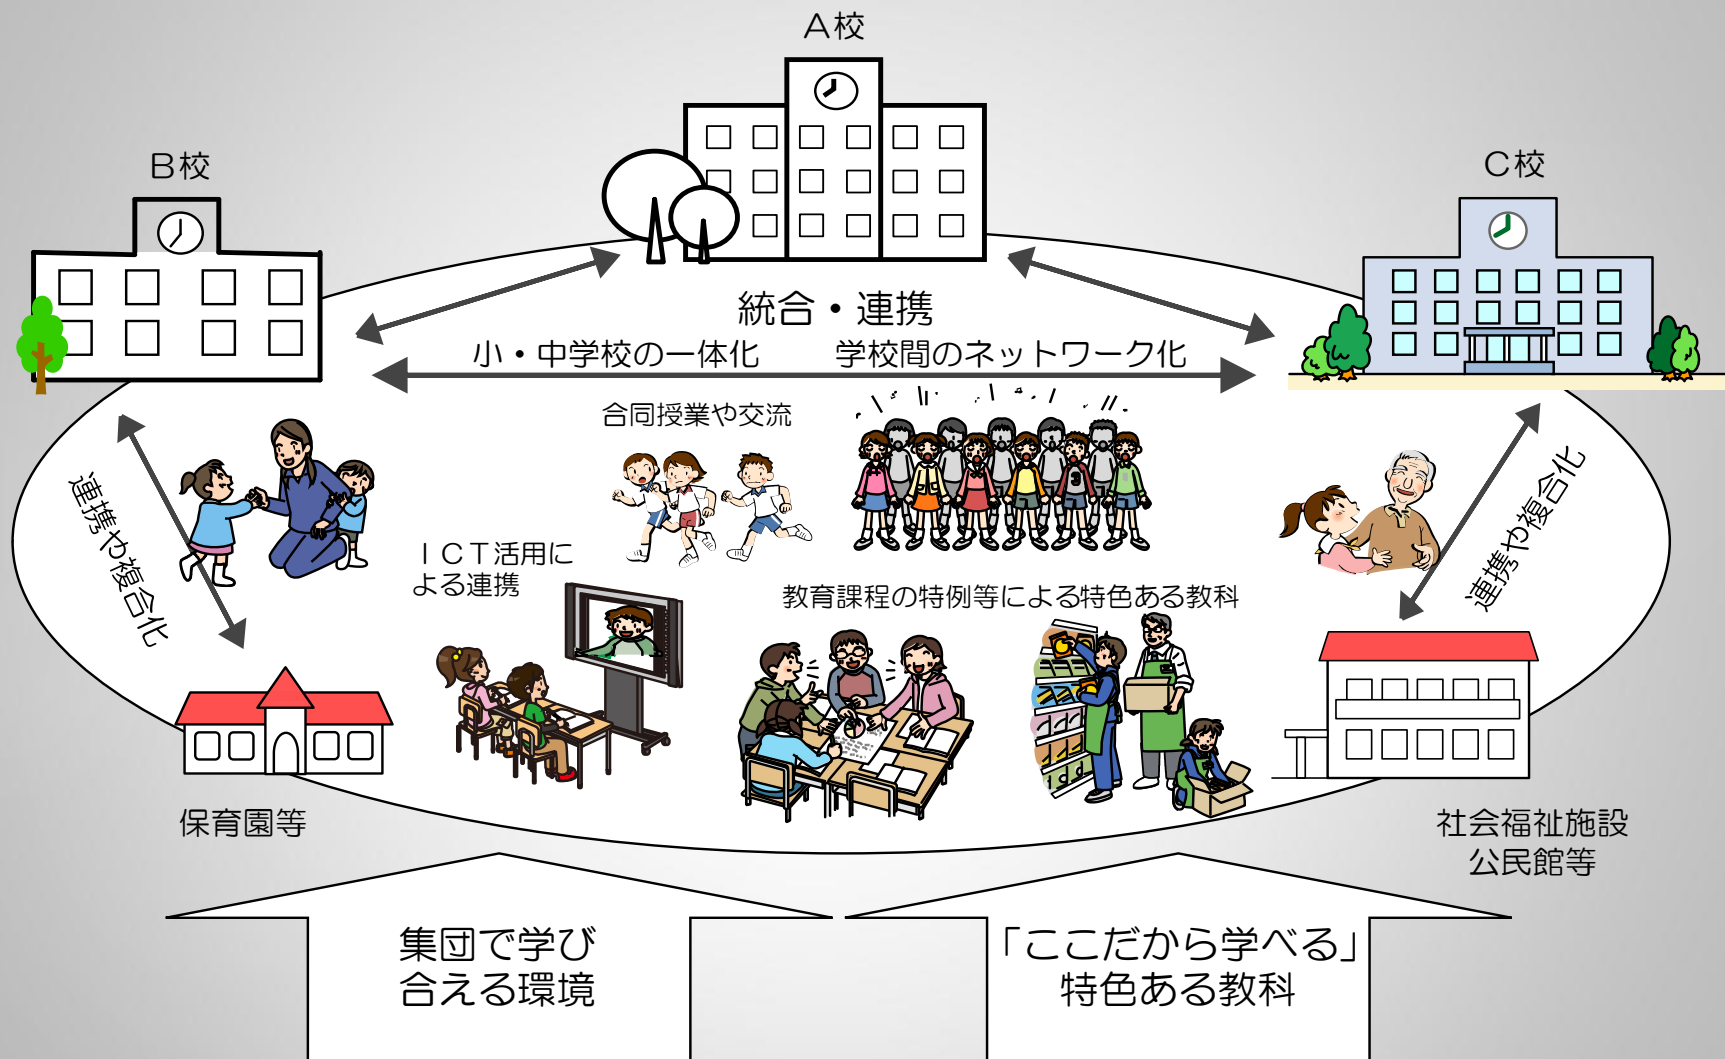 A校
B校
C校
統合・連携
小・中学校の一体化　学校間のネットワーク化
合同授業や交流
連携や複合化
連携や複合化
ICT活用に
よる連携
教育課程の特例等による特色ある教科
保育園等
社会福祉施設
公民館等
集団で学び
合える環境
「ここだから学べる」
特色ある教科